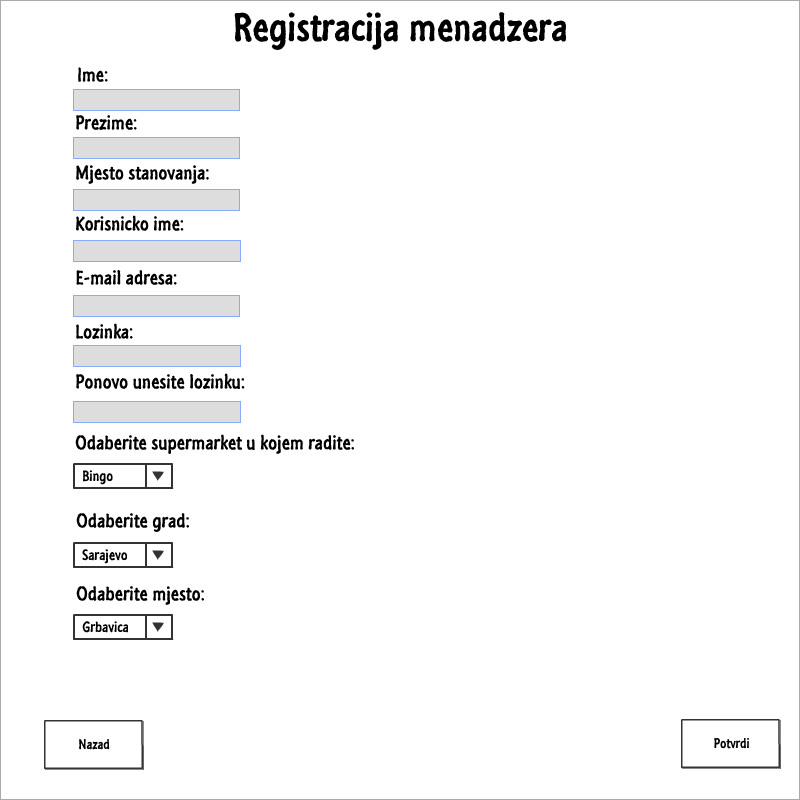 Registracija menadzera
Ime:
Prezime:
Mjesto stanovanja:
Korisnicko ime:
E-mail adresa:
Lozinka:
Ponovo unesite lozinku:
Odaberite supermarket u kojem radite:
Bingo
Odaberite grad:
Sarajevo
Odaberite mjesto:
Grbavica
Nazad
Potvrdi